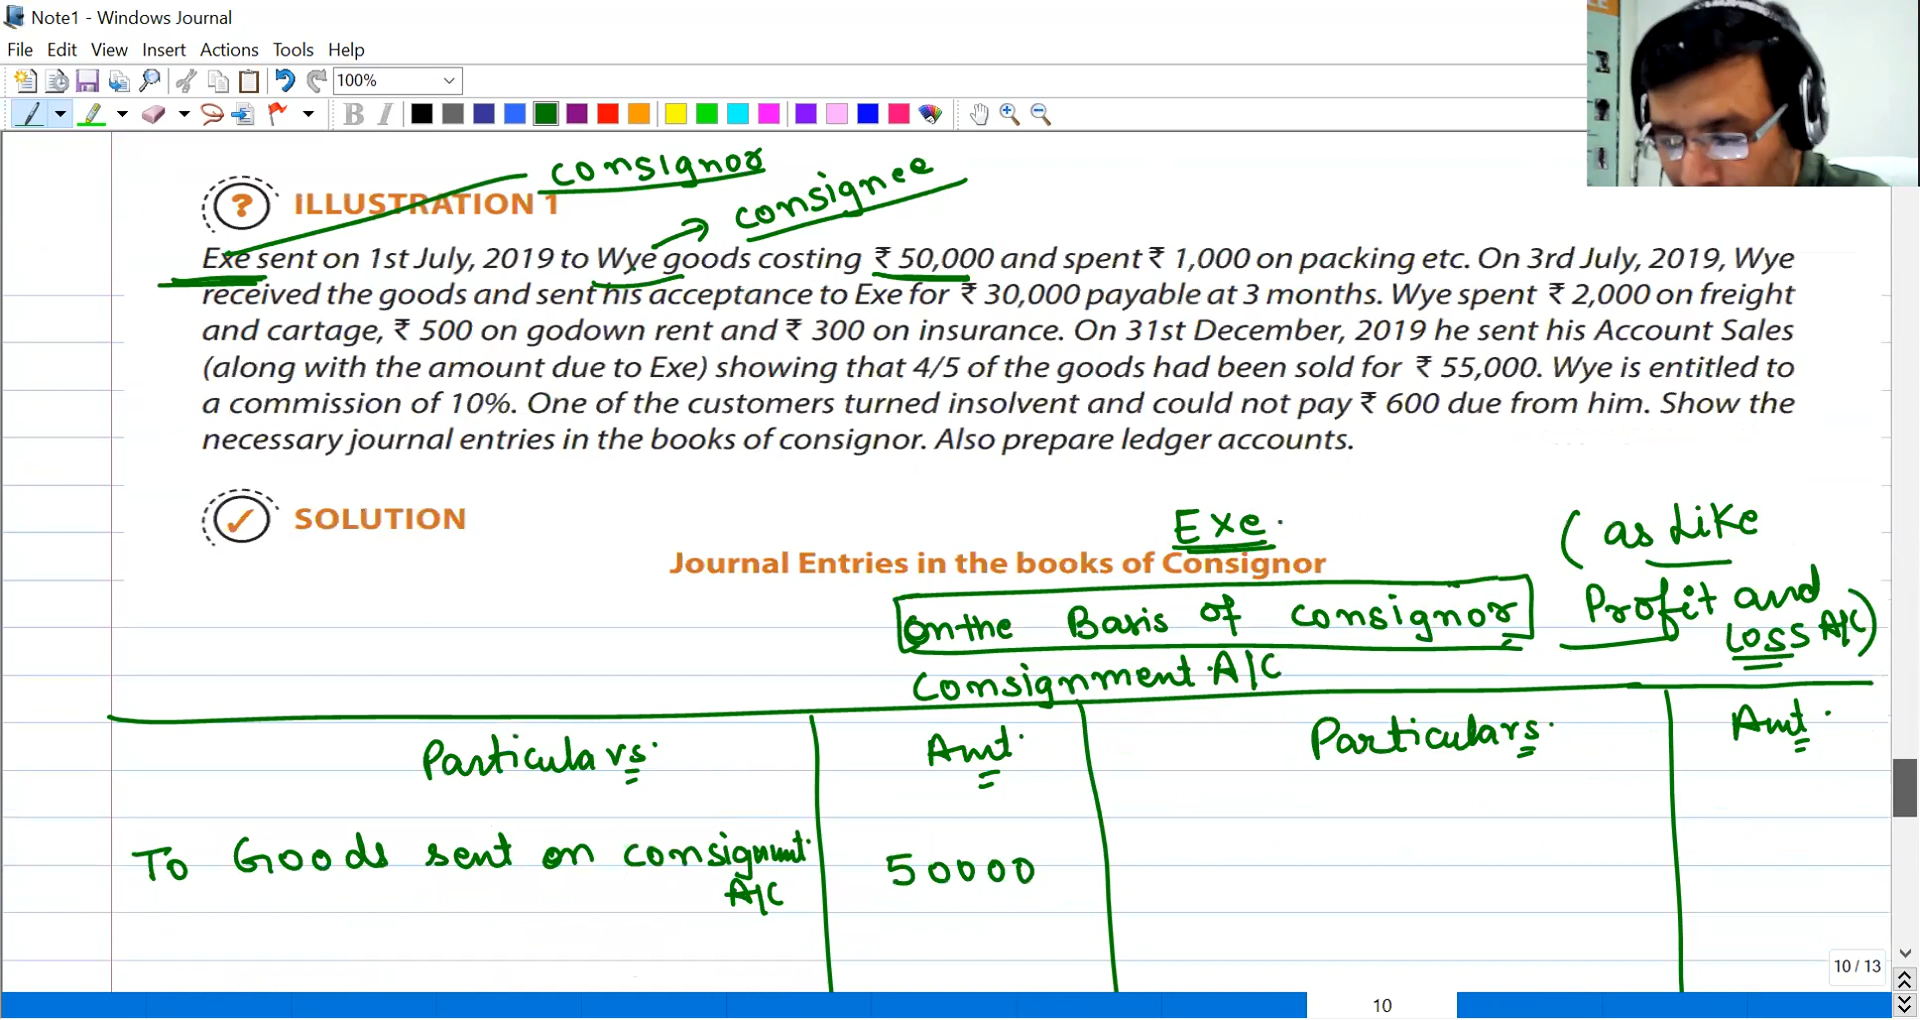 Note1 - Windows Journal
File Edit View Insert Actions Tools Help
100%
B I
consignor
consignee
? ILLUSTRATION 1
Exe sent on 1st July, 2019 to Wye goods costing ₹ 50,000 and spent ₹ 1,000 on packing etc. On 3rd July, 2019, Wye
received the goods and sent his acceptance to Exe for ₹ 30,000 payable at 3 months. Wye spent ₹ 2,000 on freight
and cartage, ₹ 500 on godown rent and ₹ 300 on insurance. On 31st December, 2019 he sent his Account Sales
(along with the amount due to Exe) showing that 4/5 of the goods had been sold for ₹ 55,000. Wye is entitled to
a commission of 10%. One of the customers turned insolvent and could not pay ₹ 600 due from him. Show the
necessary journal entries in the books of consignor. Also prepare ledger accounts.
SOLUTION
Exe.
(as Like
Journal Entries in the books of Consignor
Profit and
Loss A/C)
on the Basis of consignor
Consignment A/C
Particulars. Amt. Particulars. Amt.
To Goods sent on consignment. 50000
A/C
10 / 13
10